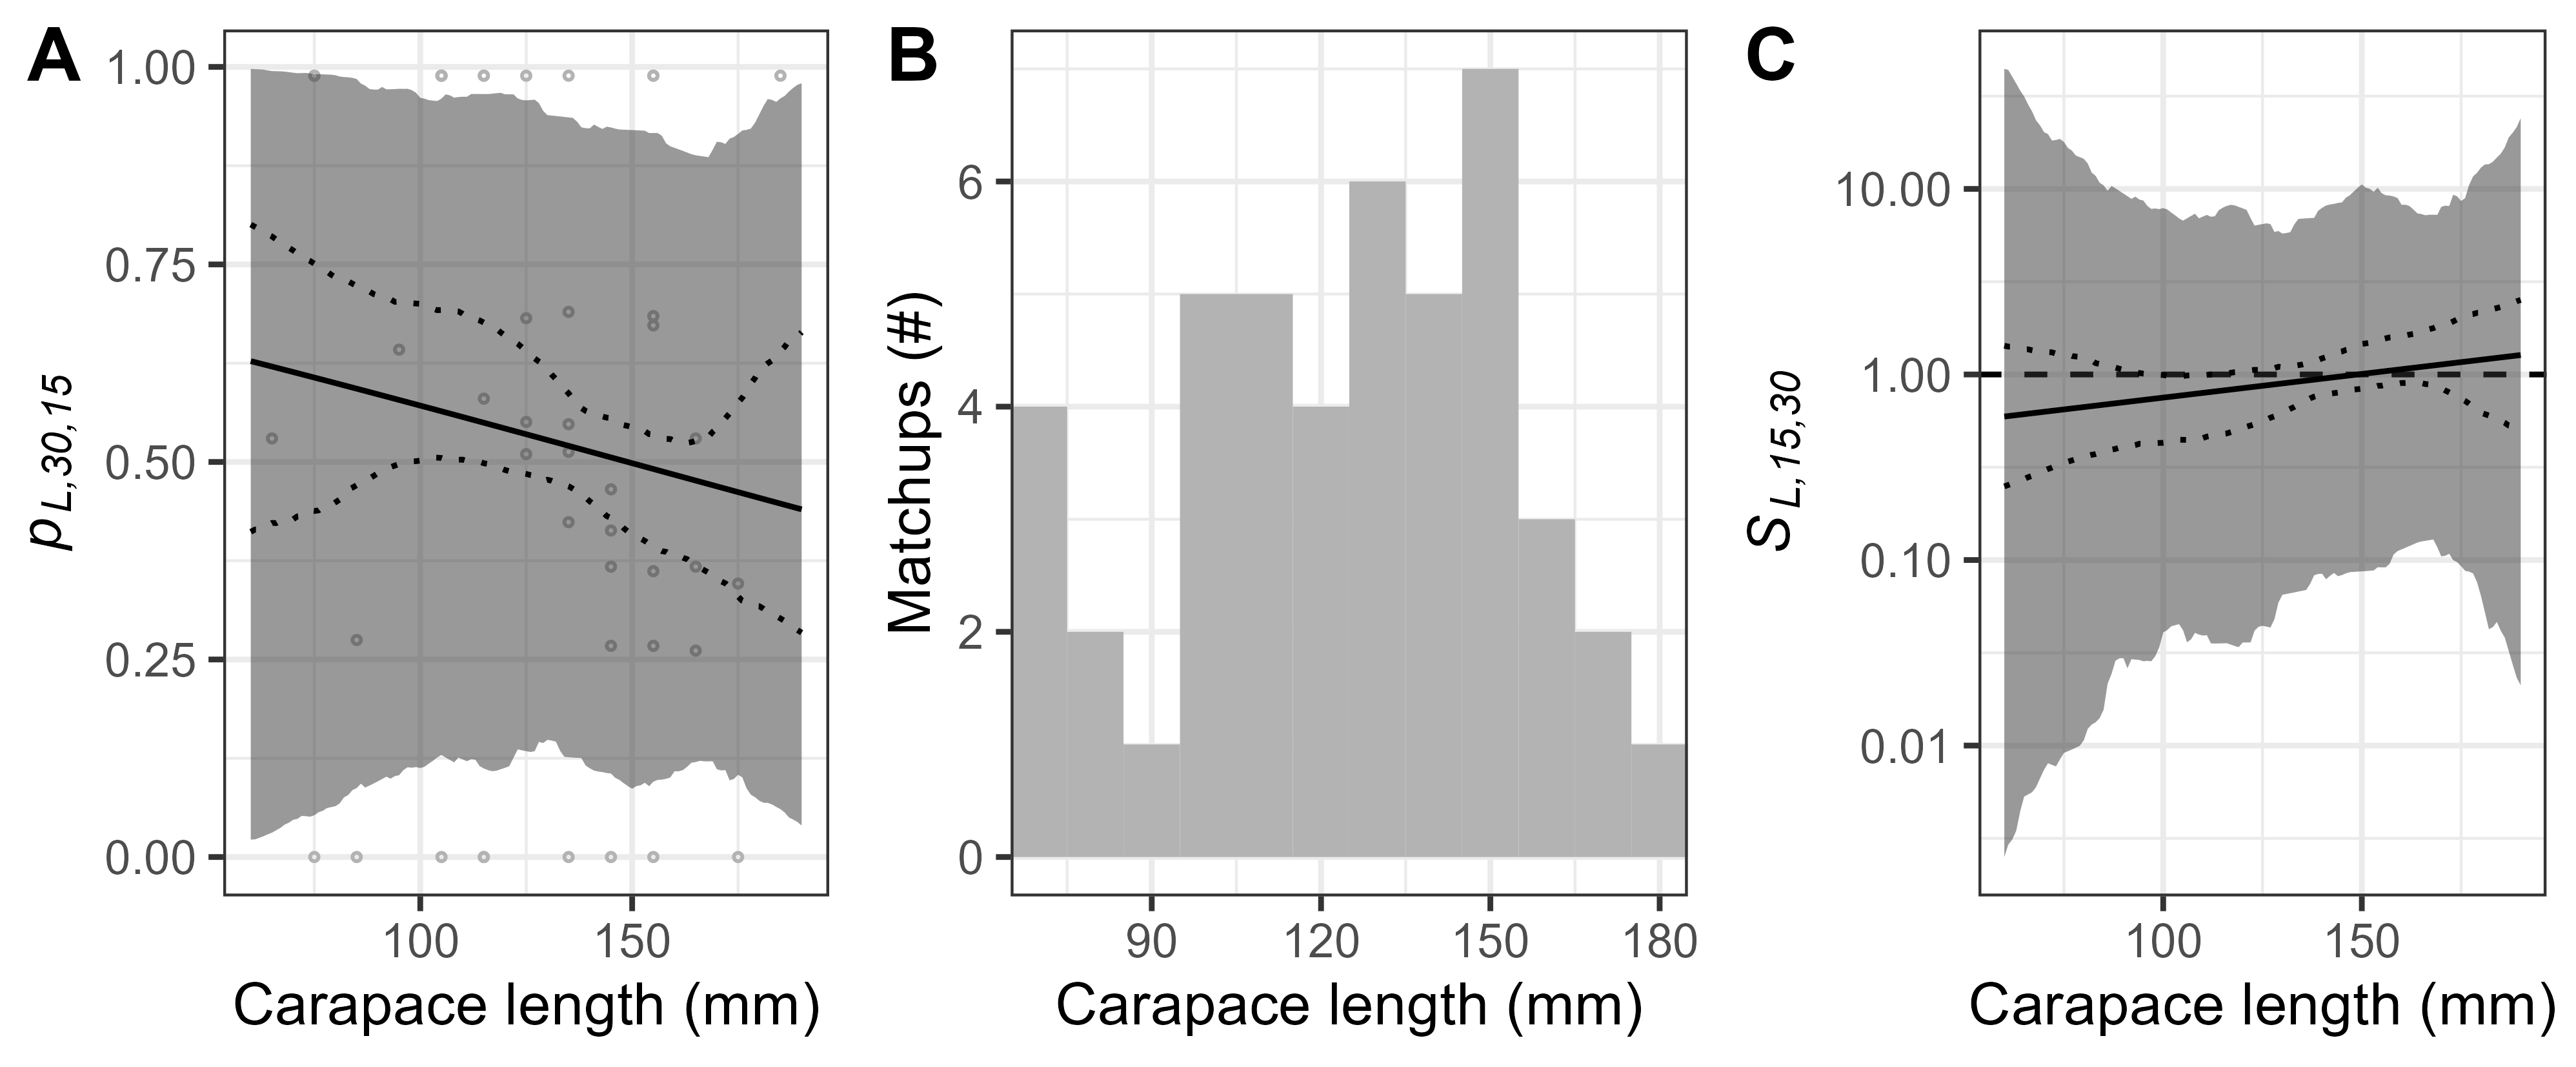 A
1.00
0.75
0.50
0.25
0.00
p L,30,15
100 150
Carapace length (mm)
B
6
4
2
0
Matchups (#)
90 120 150 180
Carapace length (mm)
C
10.00
1.00
0.10
0.01
S L,15,30
100 150
Carapace length (mm)